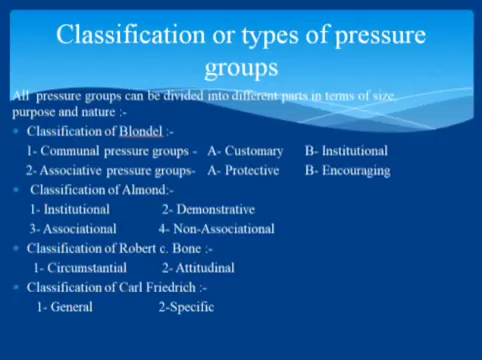 Classification or types of pressure
groups
All pressure groups can be divided into different parts in terms of size,
purpose and nature :-
Classification of Blondel :-
1- Communal pressure groups - A- Customary B- Institutional
2- Associative pressure groups- A- Protective B- Encouraging
Classification of Almond:-
1- Institutional 2- Demonstrative
3- Associational 4- Non-Associational
Classification of Robert c. Bone :-
1- Circumstantial 2- Attitudinal
Classification of Carl Friedrich :-
1- General 2-Specific